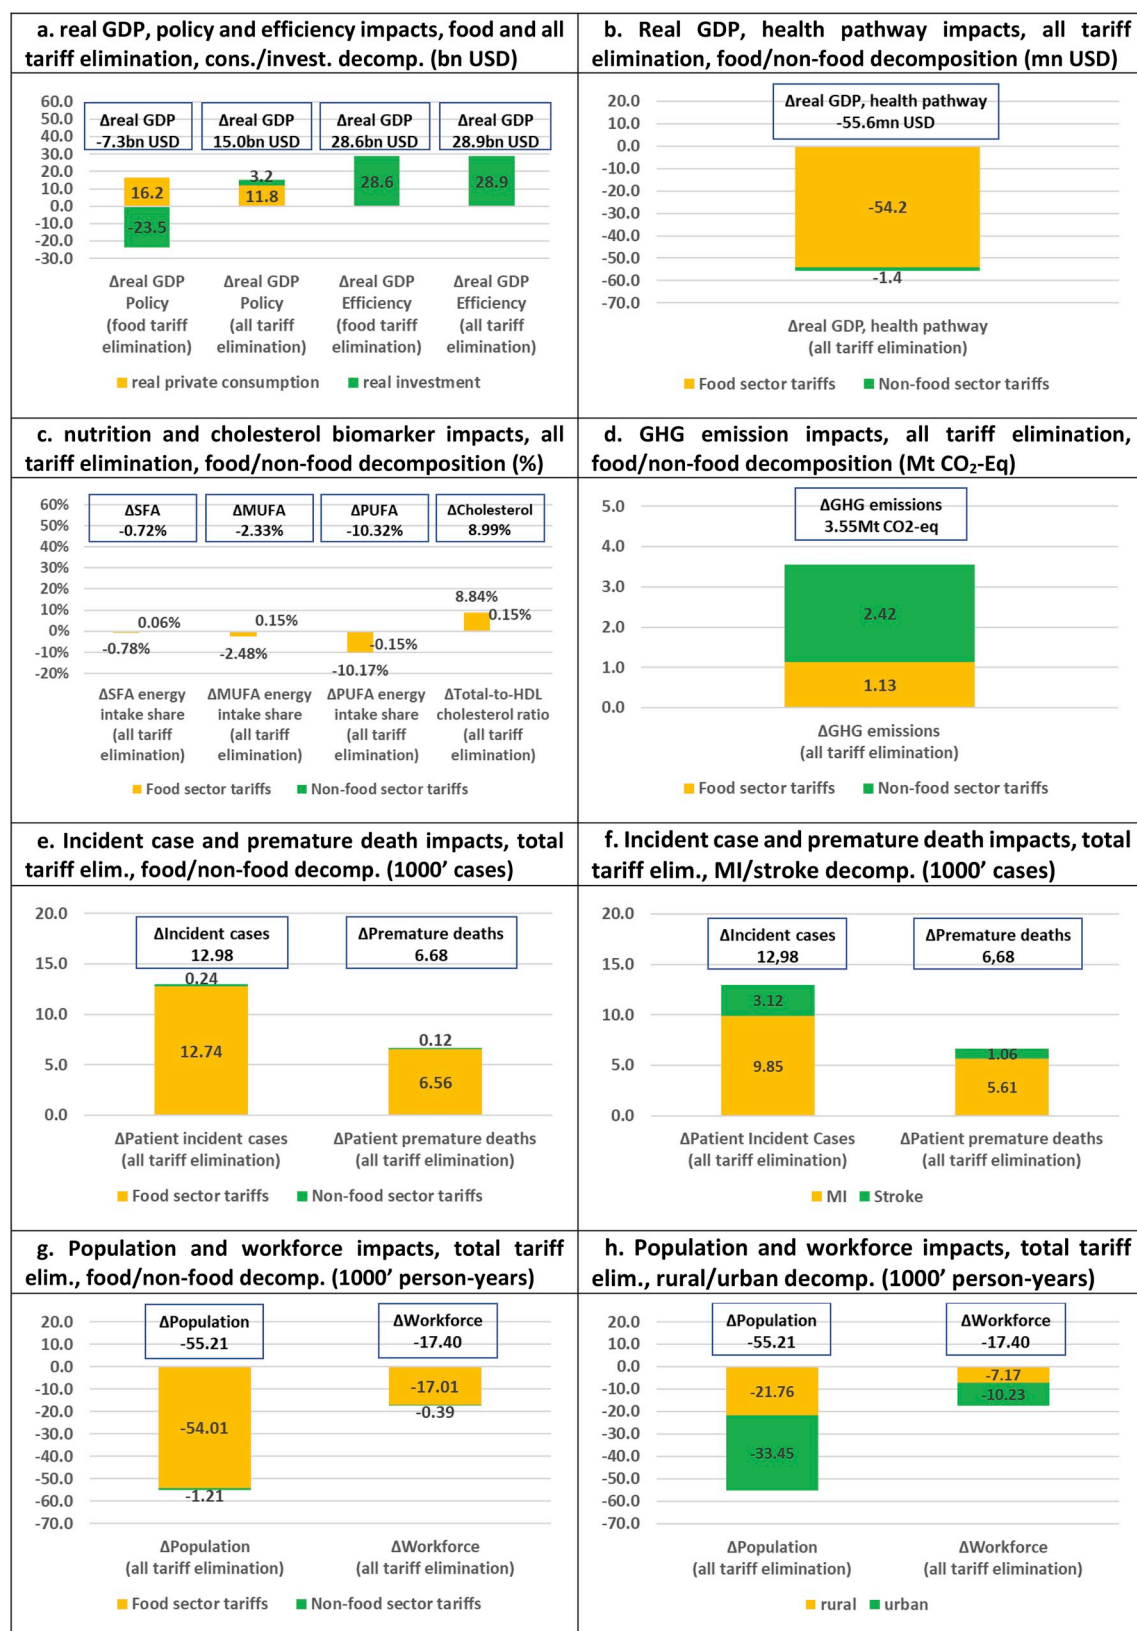 a. real GDP, policy and efficiency impacts, food and all
tariff elimination, cons./invest. decomp. (bn USD)
60.0
50.0
40.0
30.0
20.0
10.0
0.0
-10.0
-20.0
-30.0
Δreal GDP
-7.3bn USD
Δreal GDP
15.0bn USD
Δreal GDP
28.6bn USD
Δreal GDP
28.9bn USD
16.2
-23.5
3.2
11.8
28.6
28.9
Δreal GDP
Policy
(food tariff
elimination)
Δreal GDP
Policy
(all tariff
elimination)
Δreal GDP
Efficiency
(food tariff
elimination)
Δreal GDP
Efficiency
(all tariff
elimination)
real private consumption
real investment
b. Real GDP, health pathway impacts, all tariff
elimination, food/non-food decomposition (mn USD)
20.0
10.0
0.0
-10.0
-20.0
-30.0
-40.0
-50.0
-60.0
-70.0
Δreal GDP, health pathway
-55.6mn USD
-54.2
-1.4
Δreal GDP, health pathway
(all tariff elimination)
Food sector tariffs
Non-food sector tariffs
c. nutrition and cholesterol biomarker impacts, all
tariff elimination, food/non-food decomposition (%)
60%
50%
40%
30%
20%
10%
0%
-10%
-20%
ΔSFA
-0.72%
ΔMUFA
-2.33%
ΔPUFA
-10.32%
ΔCholesterol
8.99%
0.06%
-0.78%
0.15%
-2.48%
-0.15%
-10.17%
8.84%
0.15%
ΔSFA energy
intake share
(all tariff
elimination)
ΔMUFA energy
intake share
(all tariff
elimination)
ΔPUFA energy
intake share
(all tariff
elimination)
ΔTotal-to-HDL
cholesterol ratio
(all tariff
elimination)
Food sector tariffs
Non-food sector tariffs
d. GHG emission impacts, all tariff elimination,
food/non-food decomposition (Mt CO₂-Eq)
5.0
4.0
3.0
2.0
1.0
0.0
ΔGHG emissions
3.55Mt CO2-eq
2.42
1.13
ΔGHG emissions
(all tariff elimination)
Food sector tariffs
Non-food sector tariffs
e. Incident case and premature death impacts, total
tariff elim., food/non-food decomp. (1000’ cases)
20.0
15.0
10.0
5.0
0.0
ΔIncident cases
12.98
ΔPremature deaths
6.68
0.24
12.74
0.12
6.56
ΔPatient incident cases
(all tariff elimination)
ΔPatient premature deaths
(all tariff elimination)
Food sector tariffs
Non-food sector tariffs
f. Incident case and premature death impacts, total
tariff elim., MI/stroke decomp. (1000’ cases)
20.0
15.0
10.0
5.0
0.0
ΔIncident cases
12,98
ΔPremature deaths
6,68
3.12
9.85
1.06
5.61
ΔPatient Incident Cases
(all tariff elimination)
ΔPatient premature deaths
(all tariff elimination)
MI
Stroke
g. Population and workforce impacts, total tariff
elim., food/non-food decomp. (1000’ person-years)
20.0
10.0
0.0
-10.0
-20.0
-30.0
-40.0
-50.0
-60.0
-70.0
ΔPopulation
-55.21
ΔWorkforce
-17.40
-54.01
-1.21
-17.01
-0.39
ΔPopulation
(all tariff elimination)
ΔWorkforce
(all tariff elimination)
Food sector tariffs
Non-food sector tariffs
h. Population and workforce impacts, total tariff
elim., rural/urban decomp. (1000’ person-years)
20.0
10.0
0.0
-10.0
-20.0
-30.0
-40.0
-50.0
-60.0
-70.0
ΔPopulation
-55.21
ΔWorkforce
-17.40
-21.76
-33.45
-7.17
-10.23
ΔPopulation
(all tariff elimination)
ΔWorkforce
(all tariff elimination)
rural
urban